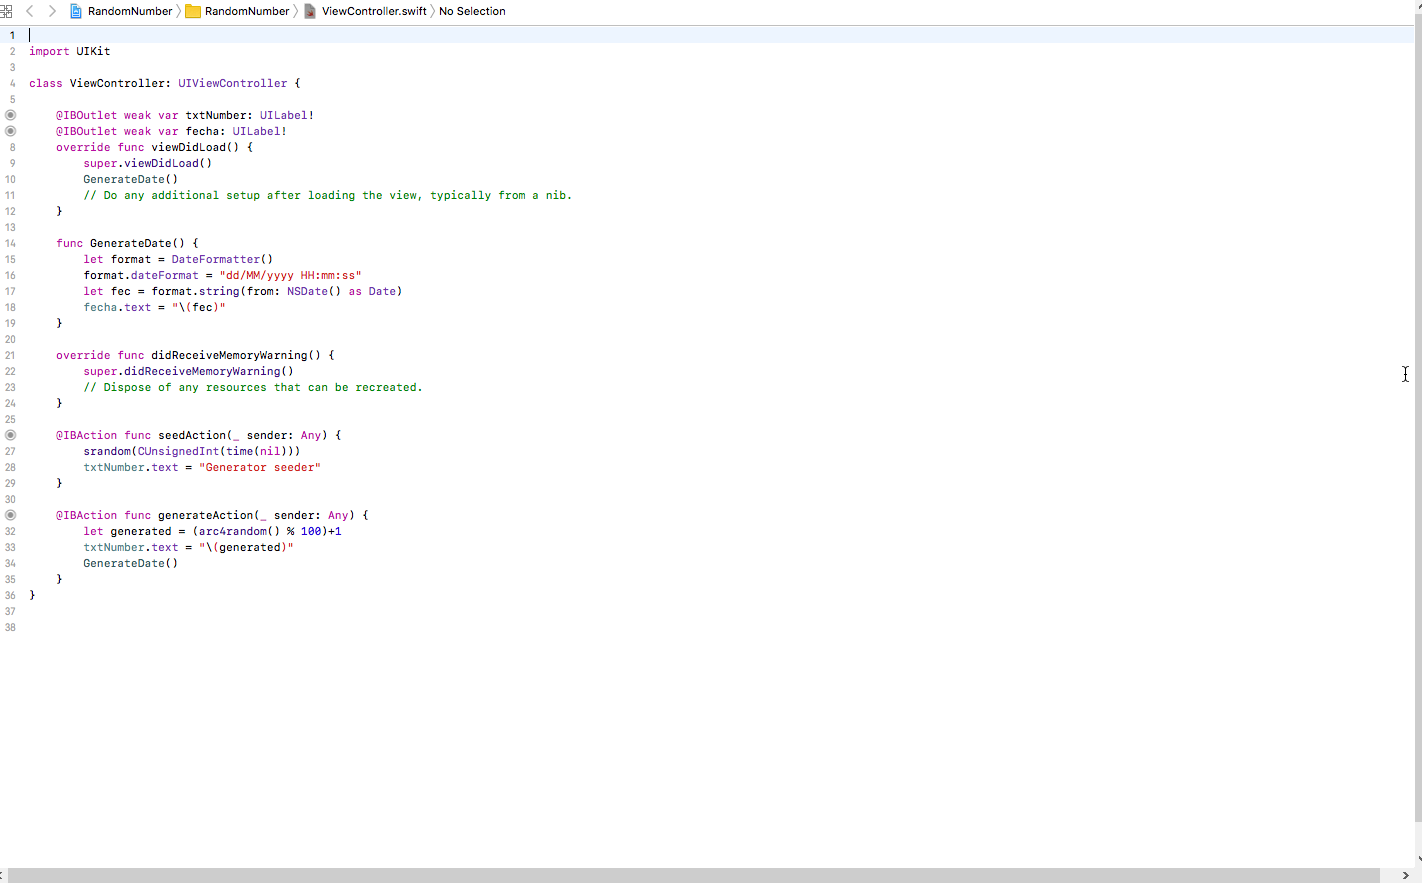 RandomNumber RandomNumber ViewController.swift No Selection
1
2 import UIKit
3
4 class ViewController: UIViewController {
5
@IBOutlet weak var txtNumber: UILabel!
@IBOutlet weak var fecha: UILabel!
8 override func viewDidLoad() {
9 super.viewDidLoad()
10 GenerateDate()
11 // Do any additional setup after loading the view, typically from a nib.
12 }
13
14 func GenerateDate() {
15 let format = DateFormatter()
16 format.dateFormat = "dd/MM/yyyy HH:mm:ss"
17 let fec = format.string(from: NSDate() as Date)
18 fecha.text = "\(fec)"
19 }
20
21 override func didReceiveMemoryWarning() {
22 super.didReceiveMemoryWarning()
23 // Dispose of any resources that can be recreated.
24 }
25
@IBAction func seedAction(_ sender: Any) {
27 srandom(CUnsignedInt(time(nil)))
28 txtNumber.text = "Generator seeder"
29 }
30
@IBAction func generateAction(_ sender: Any) {
32 let generated = (arc4random() % 100)+1
33 txtNumber.text = "\(generated)"
34 GenerateDate()
35 }
36 }
37
38